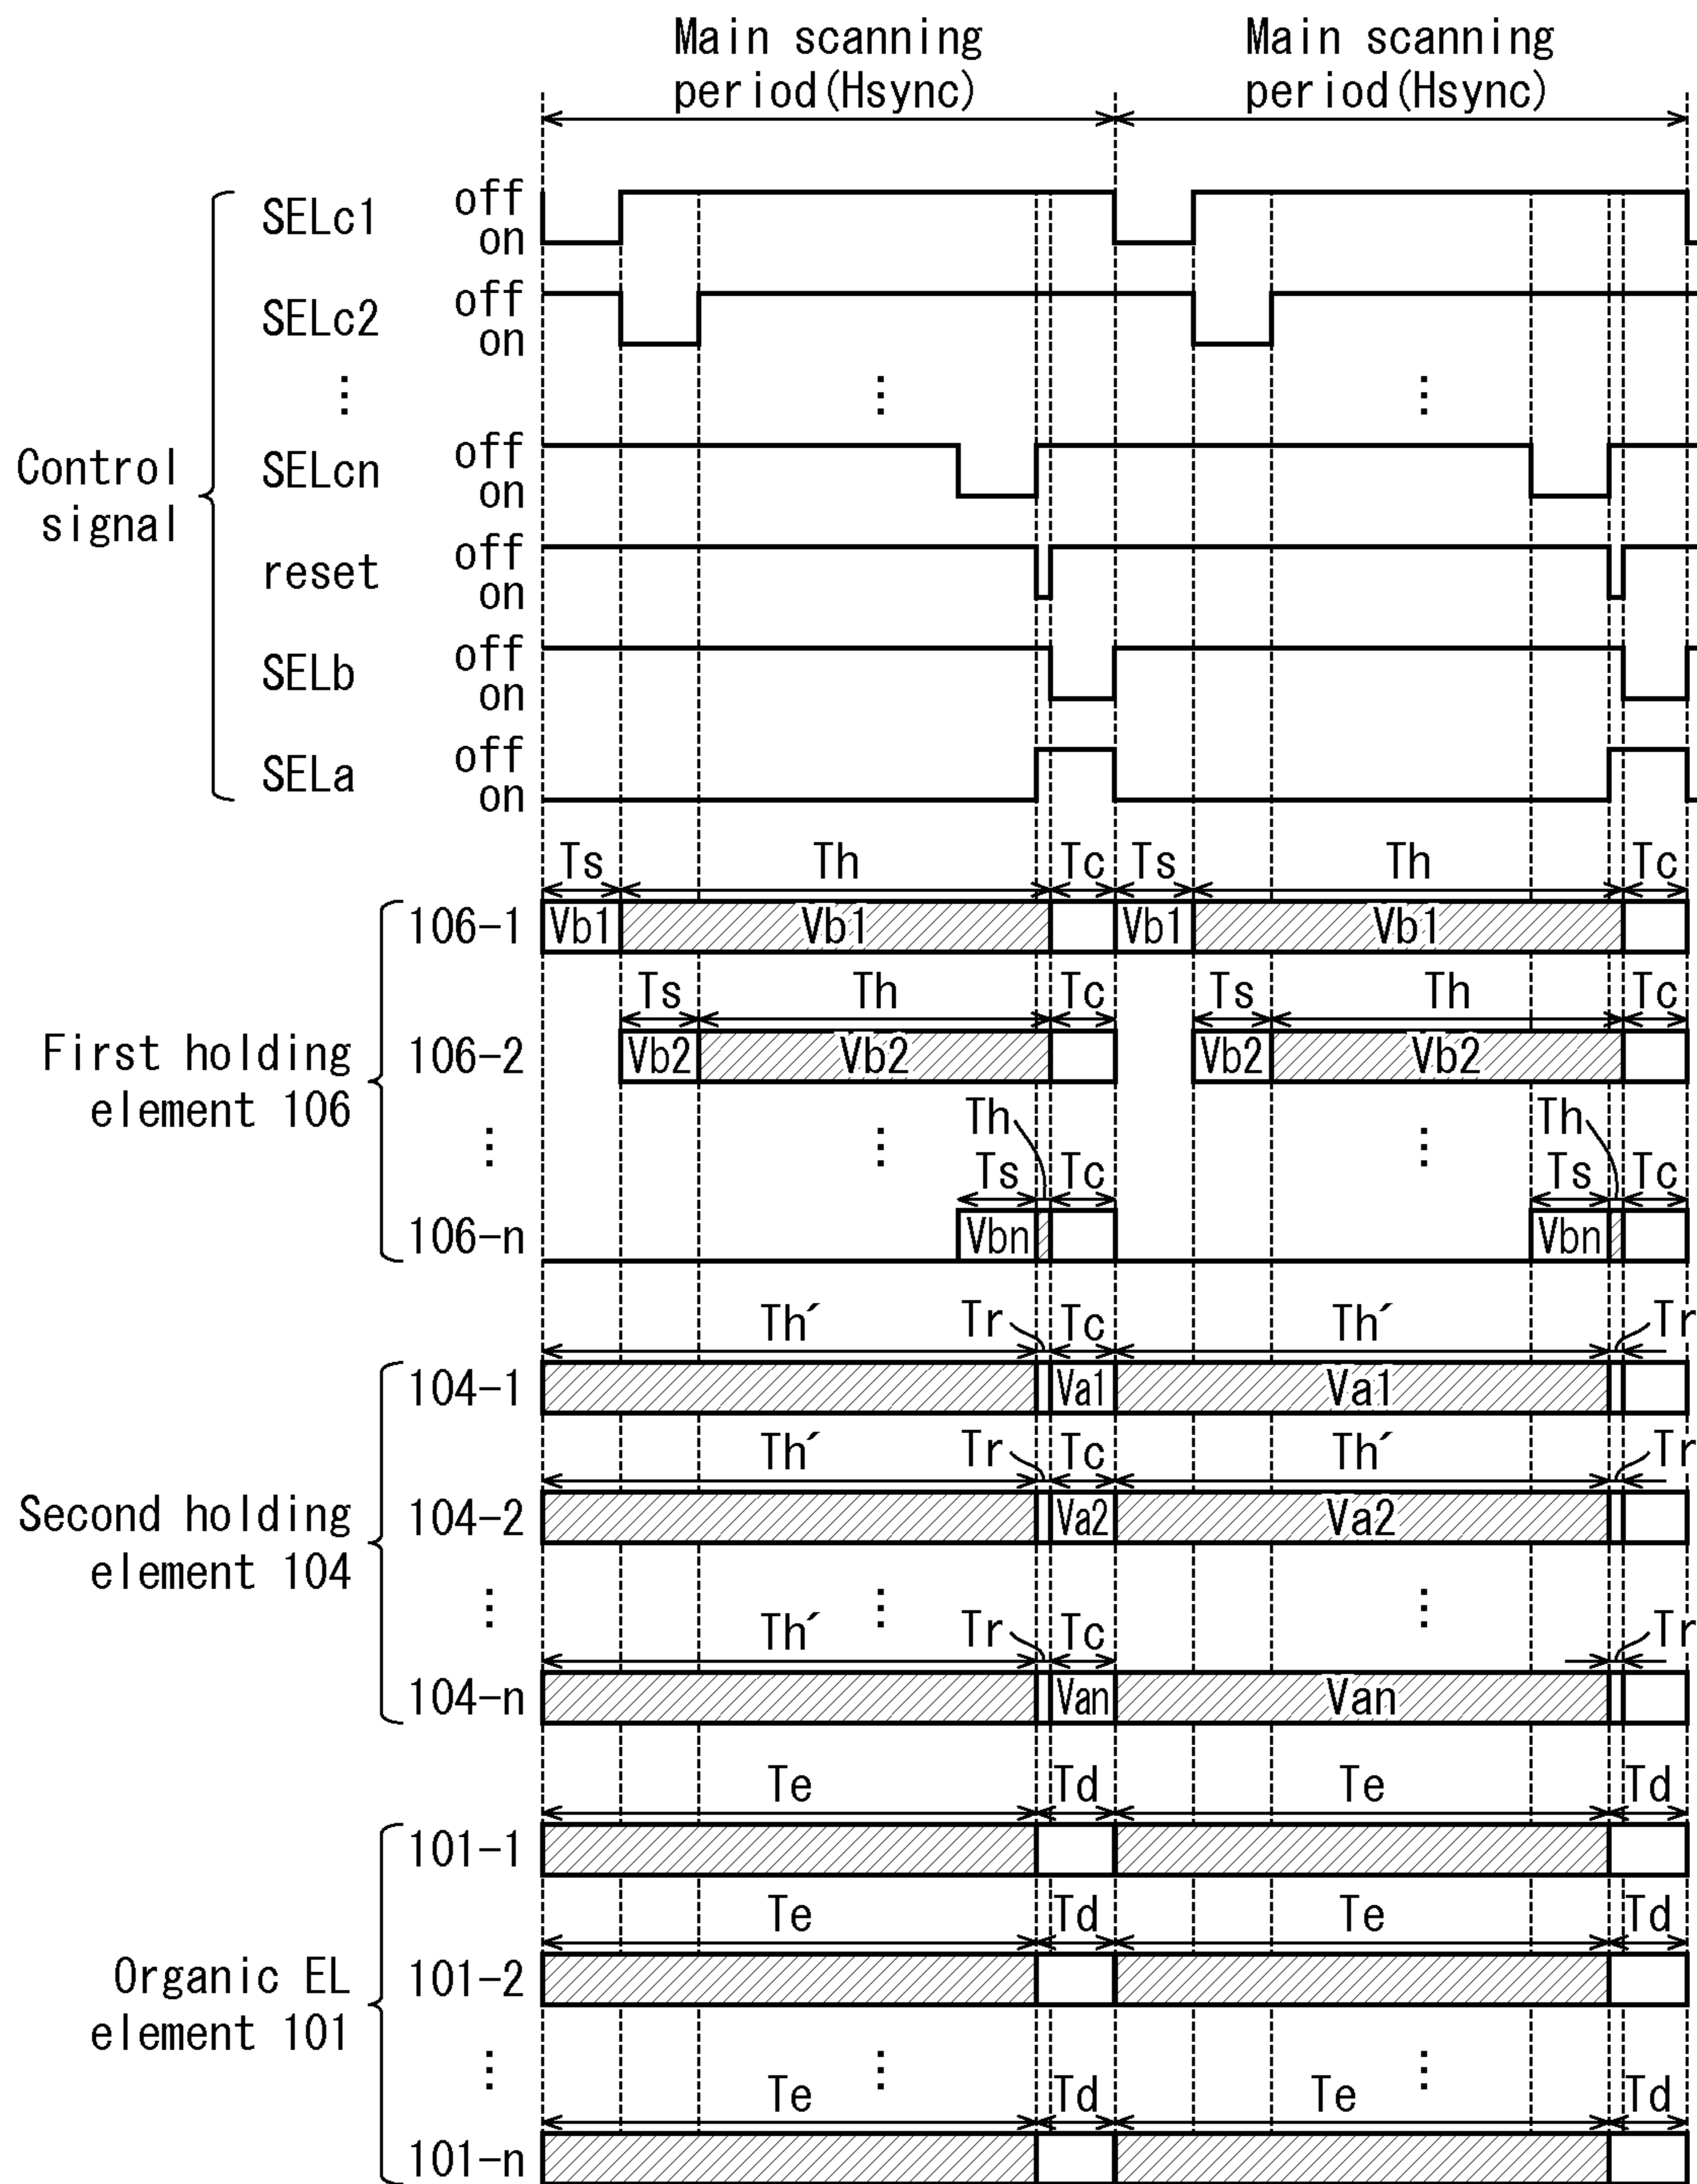 Main scanning
period(Hsync)
Main scanning
period(Hsync)
Control
signal
SELc1
off
on
SELc2
off
on
SELcn
off
on
reset
off
on
SELb
off
on
SELa
off
on
Ts Th Tc Ts Th Tc
106-1 Vb1 Vb1 Vb1 Vb1
Ts Th Tc Ts Th Tc
First holding
element 106
106-2 Vb2 Vb2 Vb2 Vb2
Th Th
Ts Tc Ts Tc
106-n Vbn Vbn
Th´ Tr Tc Th´ Tr
104-1 Va1 Va1
Th´ Tr Tc Th´ Tr
Second holding
element 104
104-2 Va2 Va2
Th´ Tr Tc Tr
104-n Van Van
Te Td Te Td
101-1
Te Td Te Td
Organic EL
element 101
101-2
Te Td Te Td
101-n